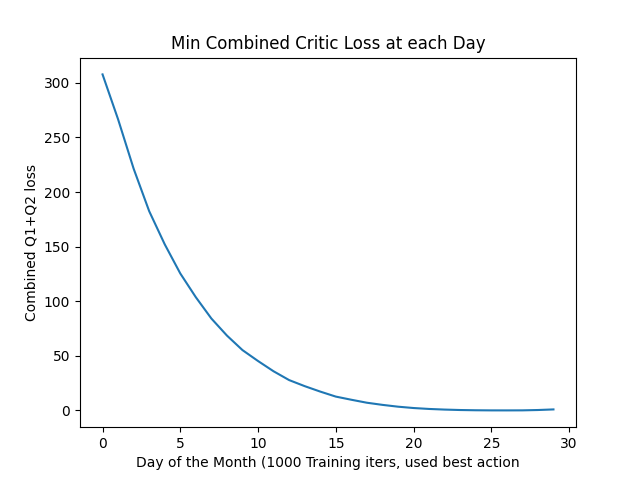 Min Combined Critic Loss at each Day
Combined Q1+Q2 loss
300
250
200
150
100
50
0
0 5 10 15 20 25 30
Day of the Month (1000 Training iters, used best action